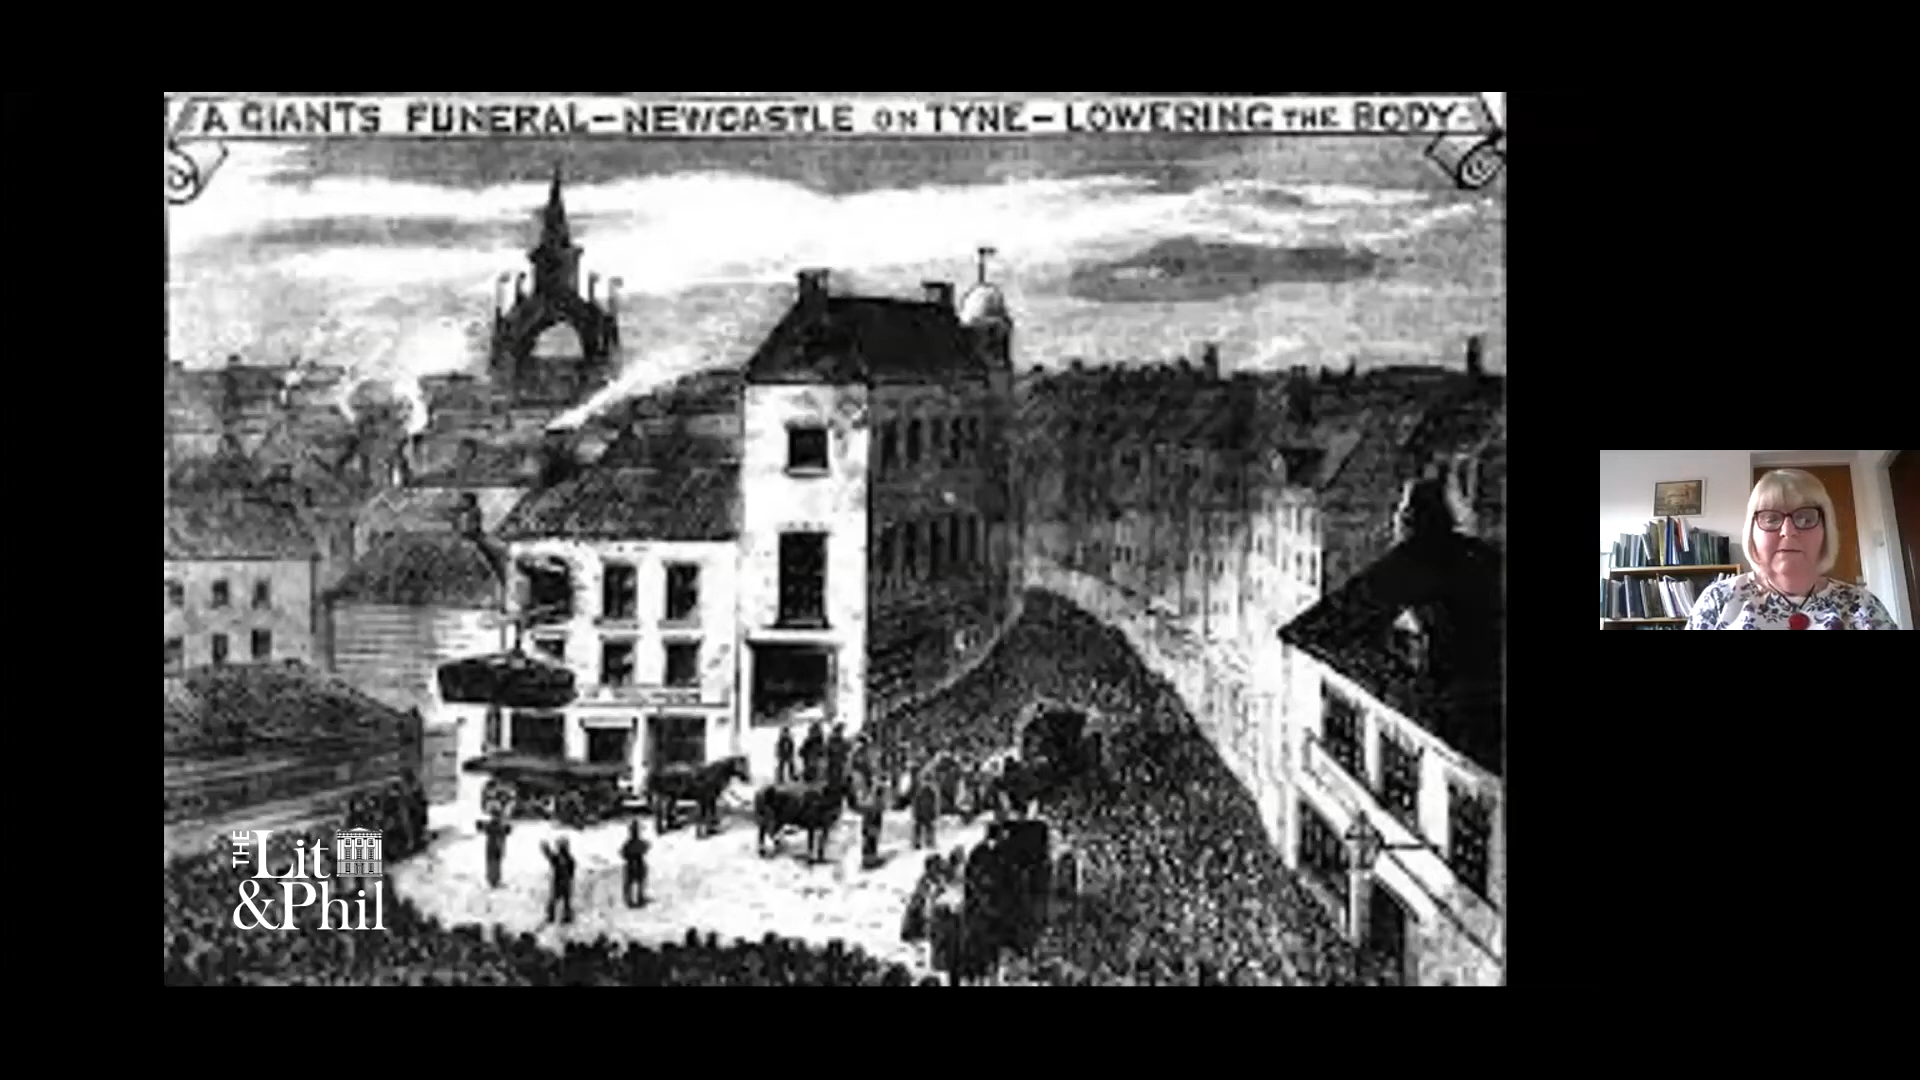 A GIANTS FUNERAL—NEWCASTLE ON TYNE—LOWERING THE BODY—
THE Lit
&Phil